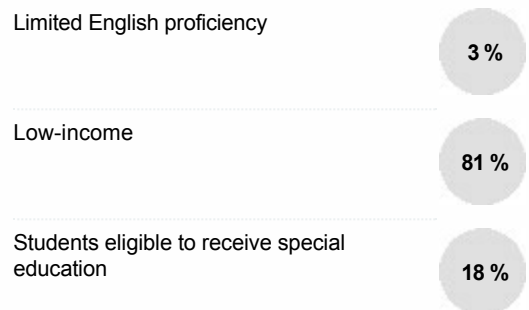 Limited English proficiency
3 %
Low-income
81 %
Students eligible to receive special
education
18 %